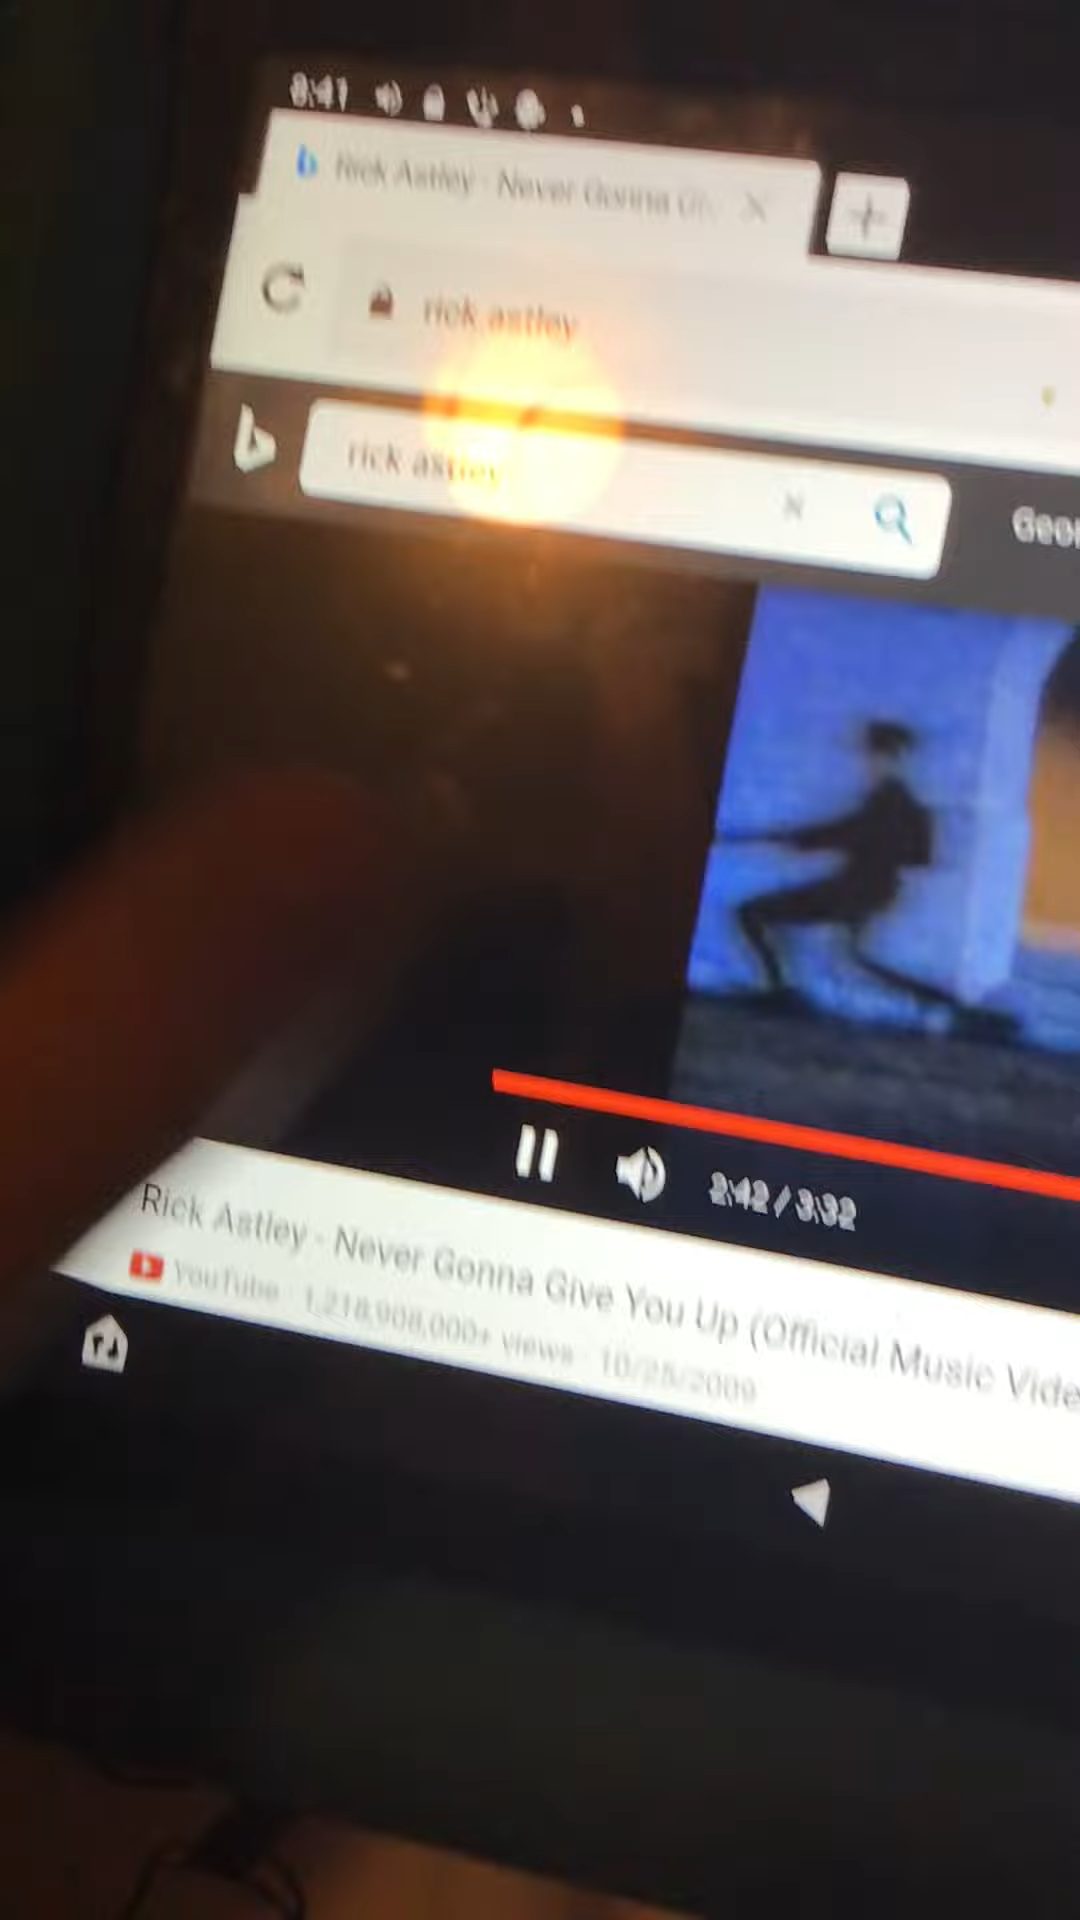 8:41
Rick Astley - Never Gonna Gi
rick astley
rick astley
Geor
2:42 / 3:32
Rick Astley - Never Gonna Give You Up (Official Music Vide
YouTube · 1,218,908,000+ views · 10/25/2009